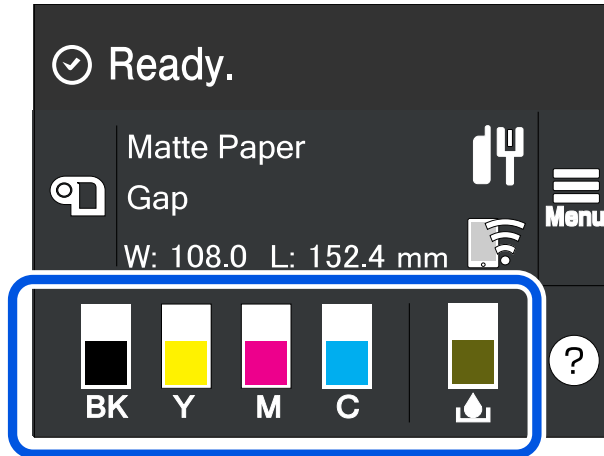 Ready.
Matte Paper
Gap
W: 108.0 L: 152.4 mm
Menu
BK Y M C
?